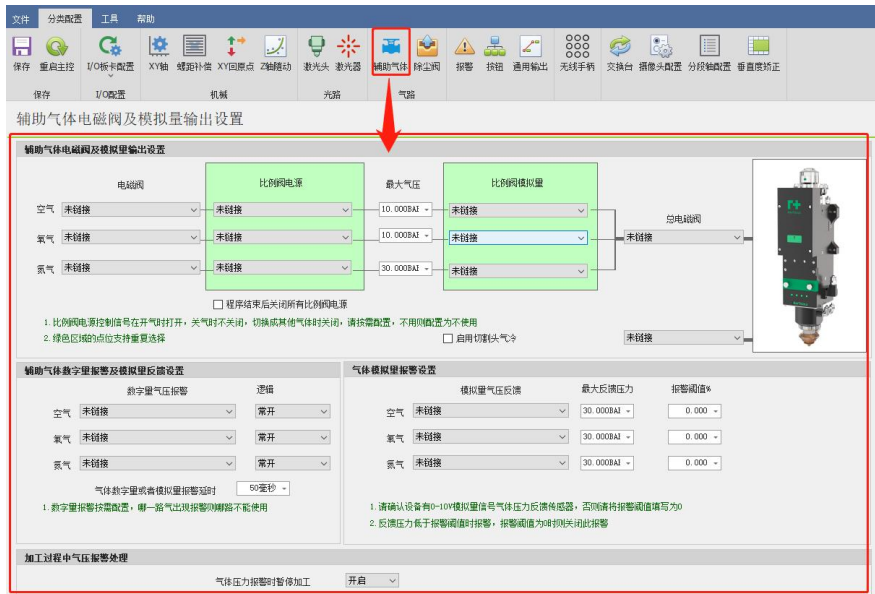 文件 分类配置 工具 帮助
保存 重启主控 I/O板卡配置 XY轴 螺距补偿 XY回原点 Z轴随动 激光头 激光器 辅助气体 除尘阀 报警 按钮 通用输出 无线手柄 交换台 摄像头配置 分段轴配置 垂直度矫正
保存 I/O配置 机械 光路 气路
辅助气体电磁阀及模拟量输出设置
辅助气体电磁阀及模拟量输出设置
电磁阀 比例阀电源 最大气压 比例阀模拟量
空气 未链接 未链接 10.000BAR 未链接
总电磁阀
氧气 未链接 未链接 10.000BAR 未链接 未链接
氮气 未链接 未链接 30.000BAR 未链接
程序结束后关闭所有比例阀电源
1.比例阀电源控制信号在开气时打开，关气时不关闭，切换成其他气体时关闭，请按需配置，不用则配置为不使用
2.绿色区域的点位支持重复选择 启用切割头气冷 未链接
辅助气体数字量报警及模拟量反馈设置 气体模拟量报警设置
数字量气压报警 逻辑 模拟量气压反馈 最大反馈压力 报警阈值%
空气 未链接 常开 空气 未链接 30.000BAR 0.000
氧气 未链接 常开 氧气 未链接 30.000BAR 0.000
氮气 未链接 常开 氮气 未链接 30.000BAR 0.000
气体数字量或者模拟量报警延时 50毫秒
1.数字量报警按需配置，哪一路气出现报警则哪路不能使用 1.请确认设备有0-10V模拟量信号气体压力反馈传感器，否则请将报警阈值填写为0
2.反馈压力低于报警阈值时报警，报警阈值为0时则关闭此报警
加工过程中气压报警处理
气体压力报警时暂停加工 开启